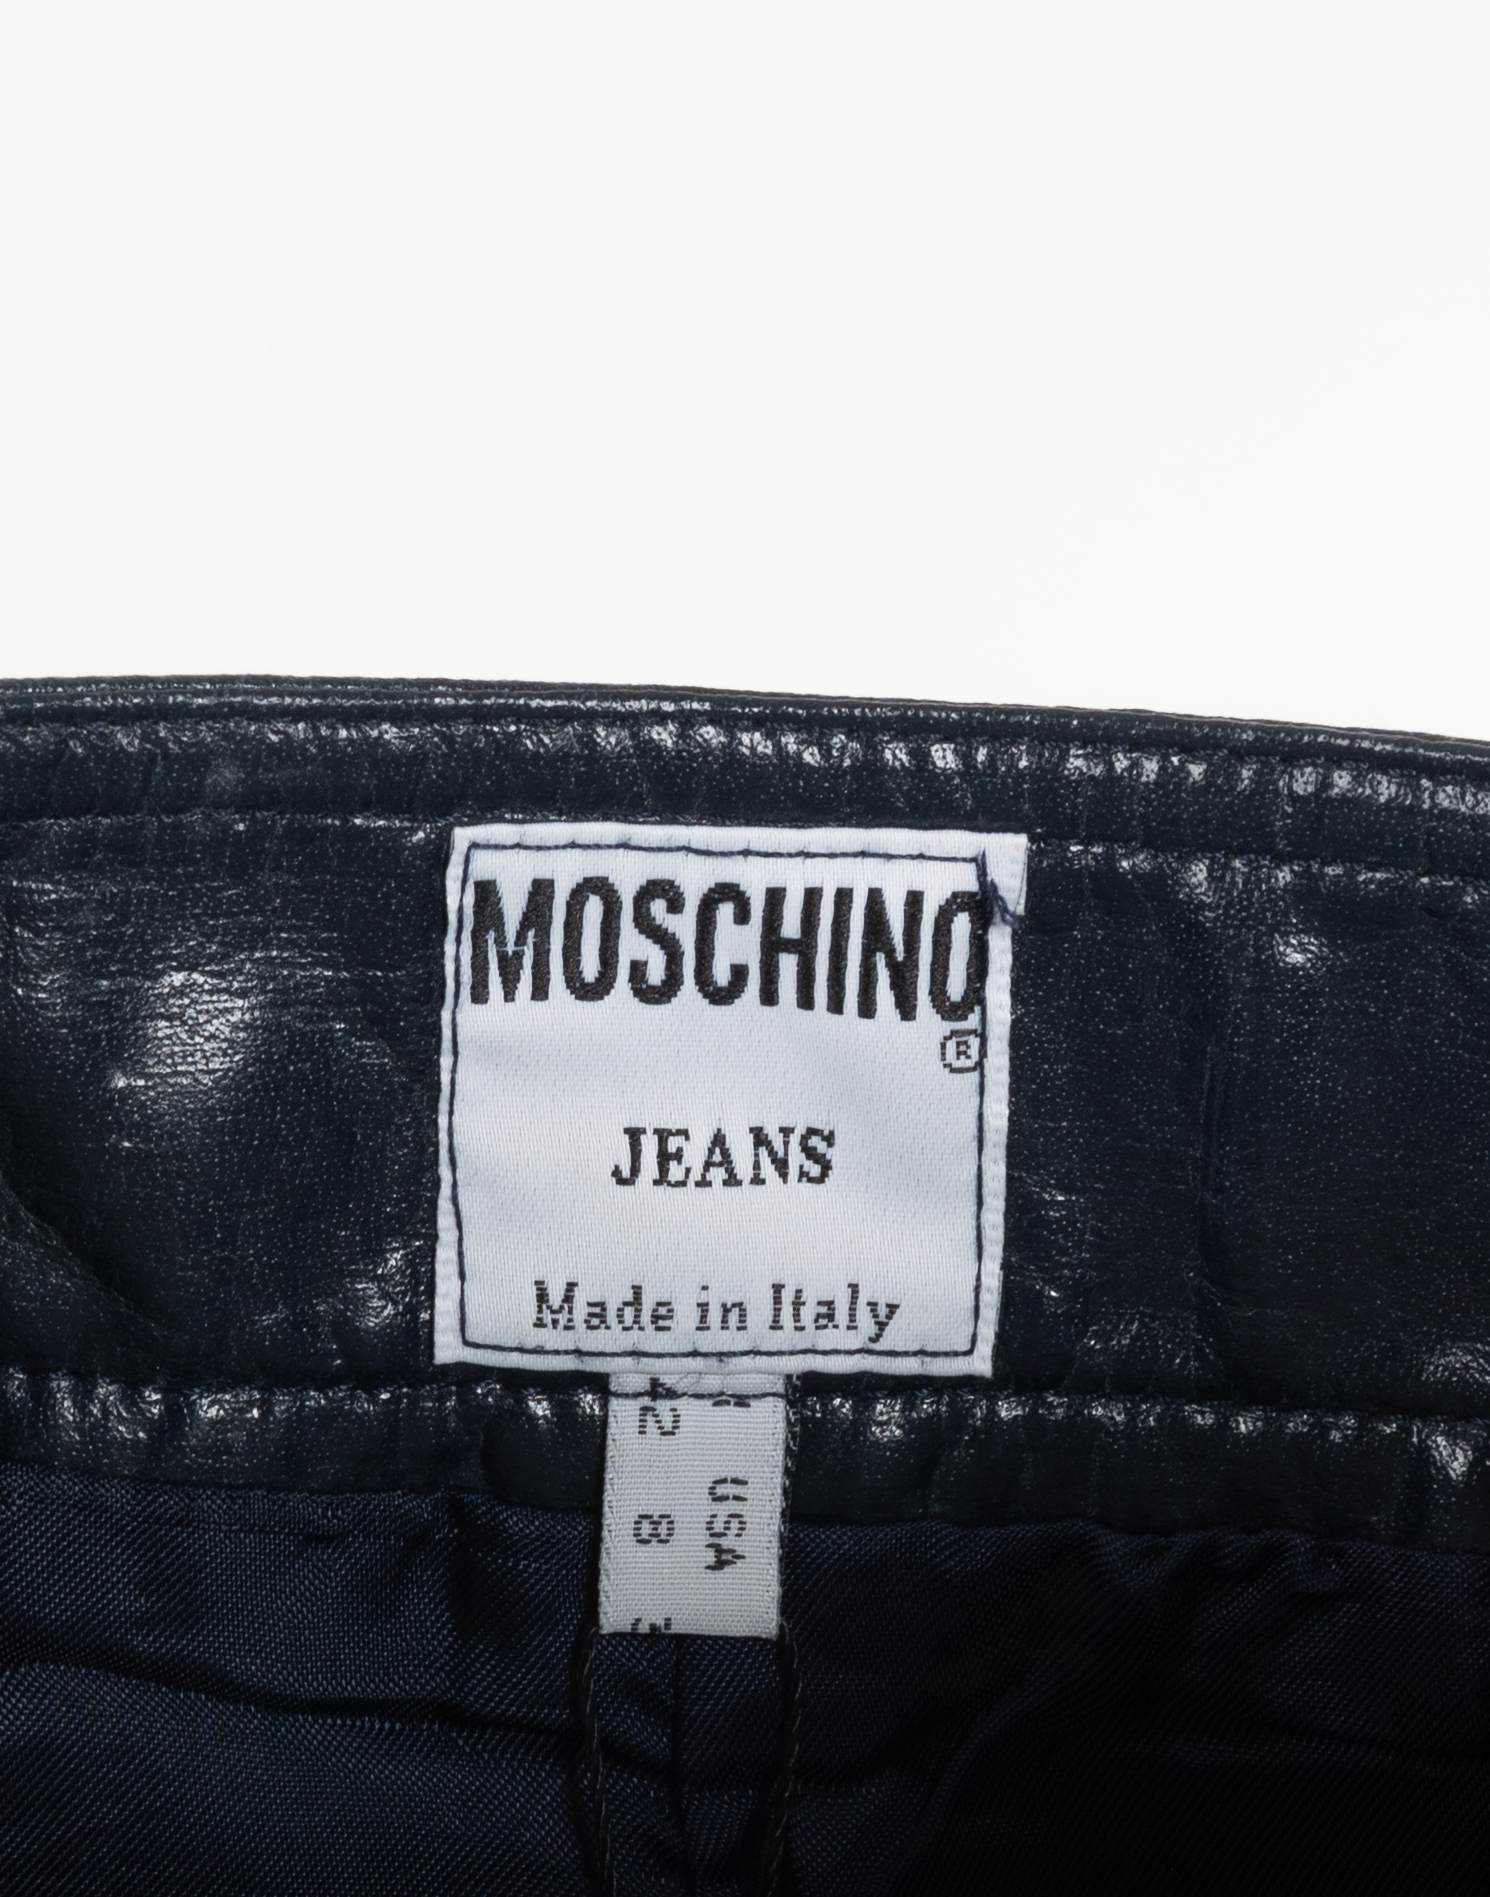 MOSCHINO
®
JEANS
Made in Italy
USA
8